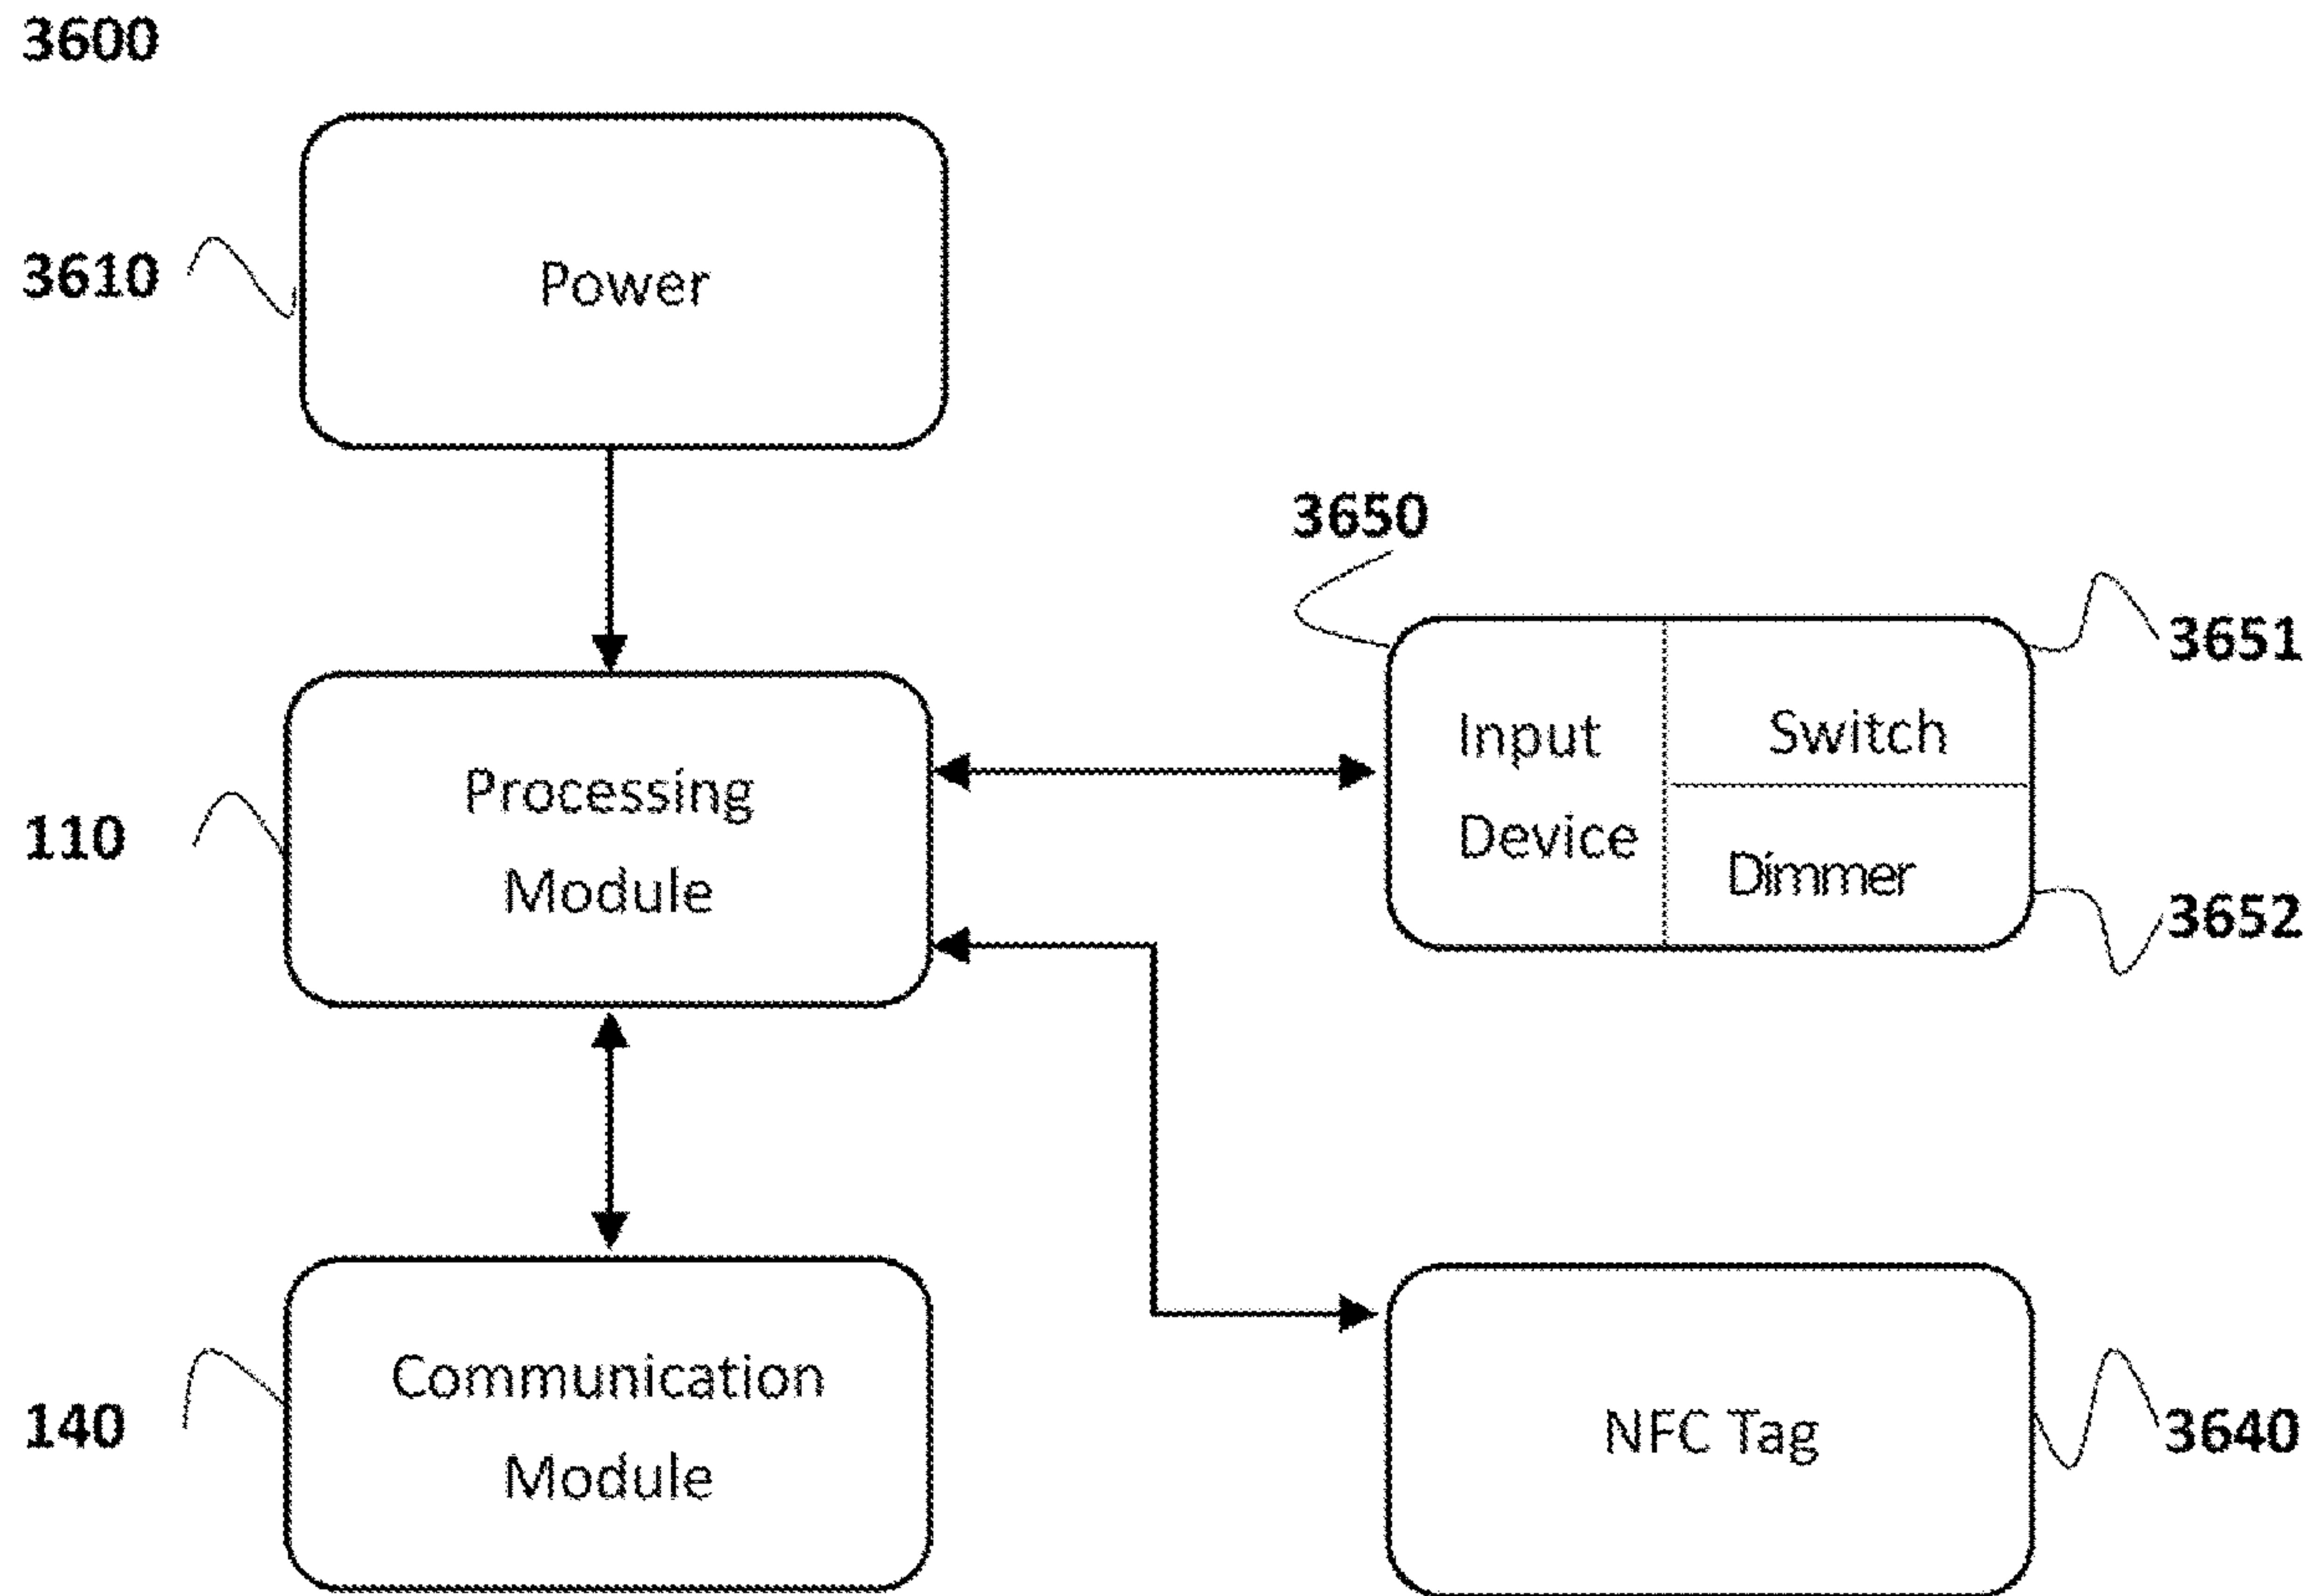 3600
3610
Power
3650
3651
Input
Device
Switch
Dimmer
3652
110
Processing
Module
140
Communication
Module
NFC Tag
3640